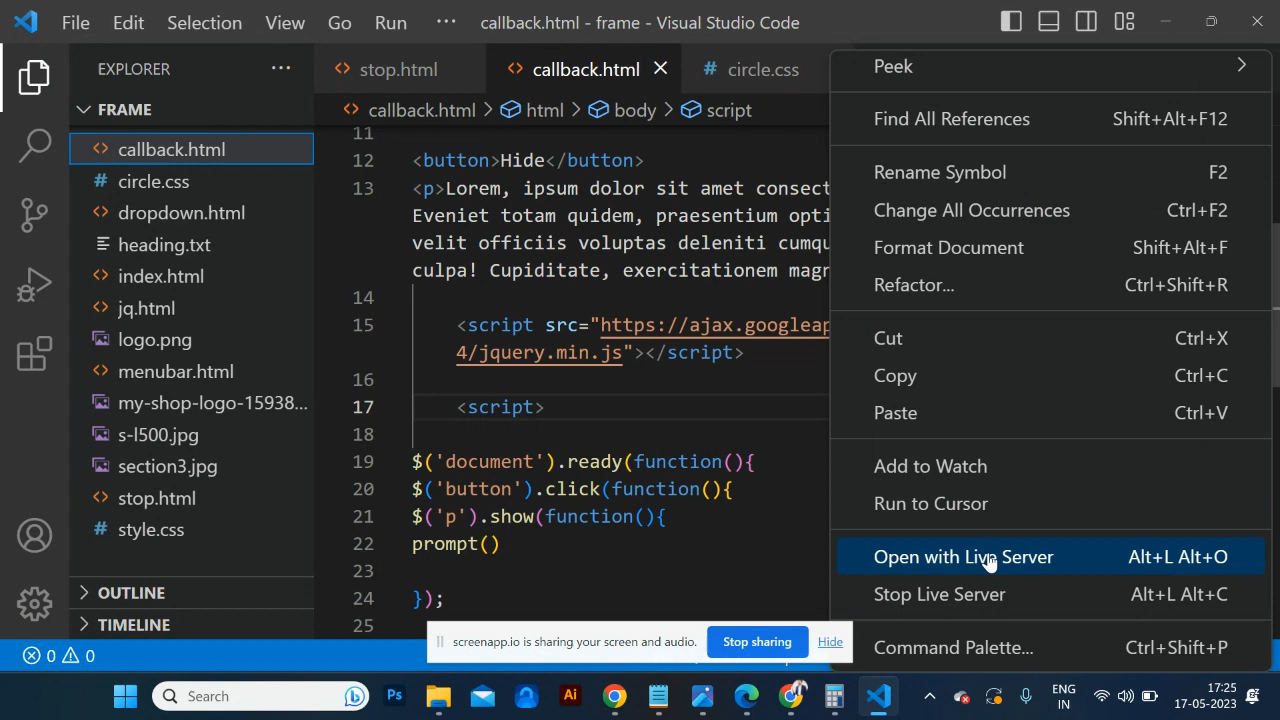 File Edit Selection View Go Run ··· callback.html - frame - Visual Studio Code
EXPLORER ···
FRAME
callback.html
circle.css
dropdown.html
heading.txt
index.html
jq.html
logo.png
menubar.html
my-shop-logo-15938...
s-l500.jpg
section3.jpg
stop.html
style.css
OUTLINE
TIMELINE
stop.html callback.html circle.css
callback.html > html > body > script
11
12 <button>Hide</button>
13 <p>Lorem, ipsum dolor sit amet consect
Eveniet totam quidem, praesentium opti
velit officiis voluptas deleniti cumqu
culpa! Cupiditate, exercitationem magn
14
15 <script src="https://ajax.googleap
4/jquery.min.js"></script>
16
17 <script>
18
19 $('document').ready(function(){
20 $('button').click(function(){
21 $('p').show(function(){
22 prompt()
23
24 });
25
Peek
Find All References Shift+Alt+F12
Rename Symbol F2
Change All Occurrences Ctrl+F2
Format Document Shift+Alt+F
Refactor... Ctrl+Shift+R
Cut Ctrl+X
Copy Ctrl+C
Paste Ctrl+V
Add to Watch
Run to Cursor
Open with Live Server Alt+L Alt+O
Stop Live Server Alt+L Alt+C
Command Palette... Ctrl+Shift+P
screenapp.io is sharing your screen and audio. Stop sharing Hide
0 0
Search Ps Ai ENG
IN
17:25
17-05-2023